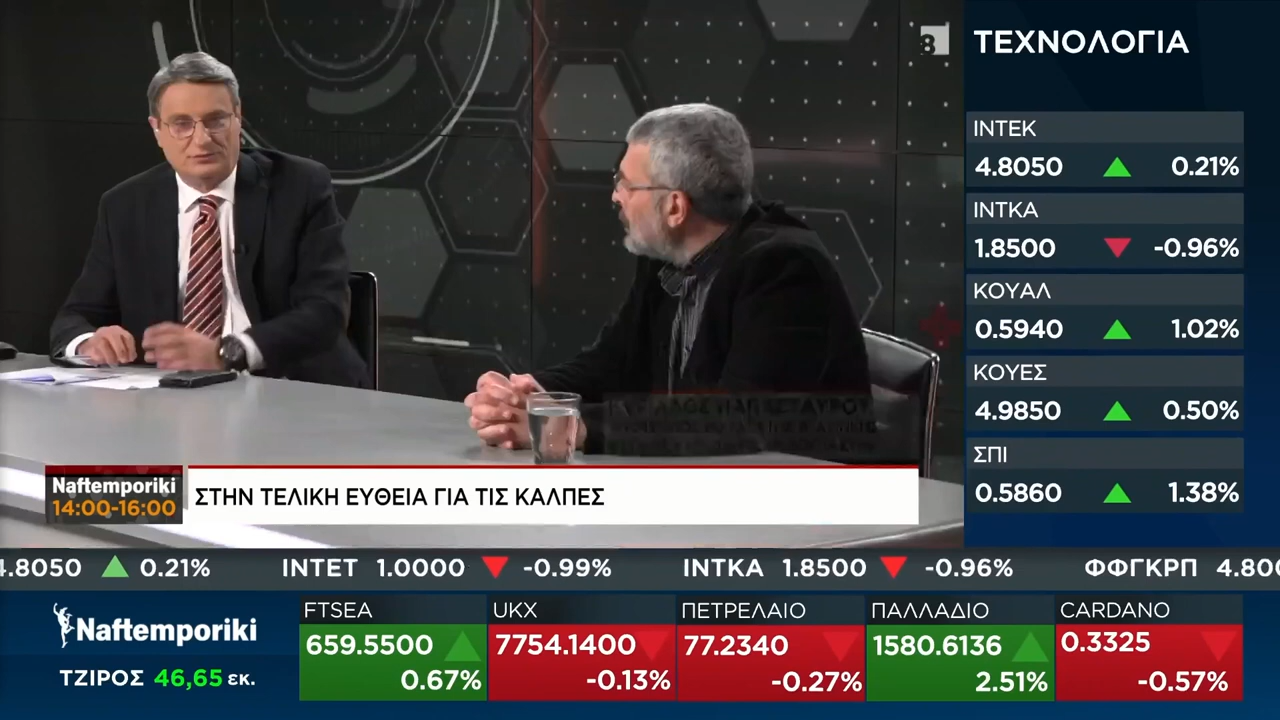 8
ΤΕΧΝΟΛΟΓΙΑ
ΙΝΤΕΚ
4.8050 0.21%
ΙΝΤΚΑ
1.8500 -0.96%
ΚΟΥΑΛ
0.5940 1.02%
ΚΟΥΕΣ
4.9850 0.50%
ΣΠΙ
0.5860 1.38%
Naftemporiki
14:00-16:00
ΣΤΗΝ ΤΕΛΙΚΗ ΕΥΘΕΙΑ ΓΙΑ ΤΙΣ ΚΑΛΠΕΣ
4.8050 0.21% ΙΝΤΕΤ 1.0000 -0.99% ΙΝΤΚΑ 1.8500 -0.96% ΦΦΓΚΡΠ 4.800
Naftemporiki
ΤΖΙΡΟΣ 46,65 εκ.
FTSEA
659.5500
0.67%
UKX
7754.1400
-0.13%
ΠΕΤΡΕΛΑΙΟ
77.2340
-0.27%
ΠΑΛΛΑΔΙΟ
1580.6136
2.51%
CARDANO
0.3325
-0.57%